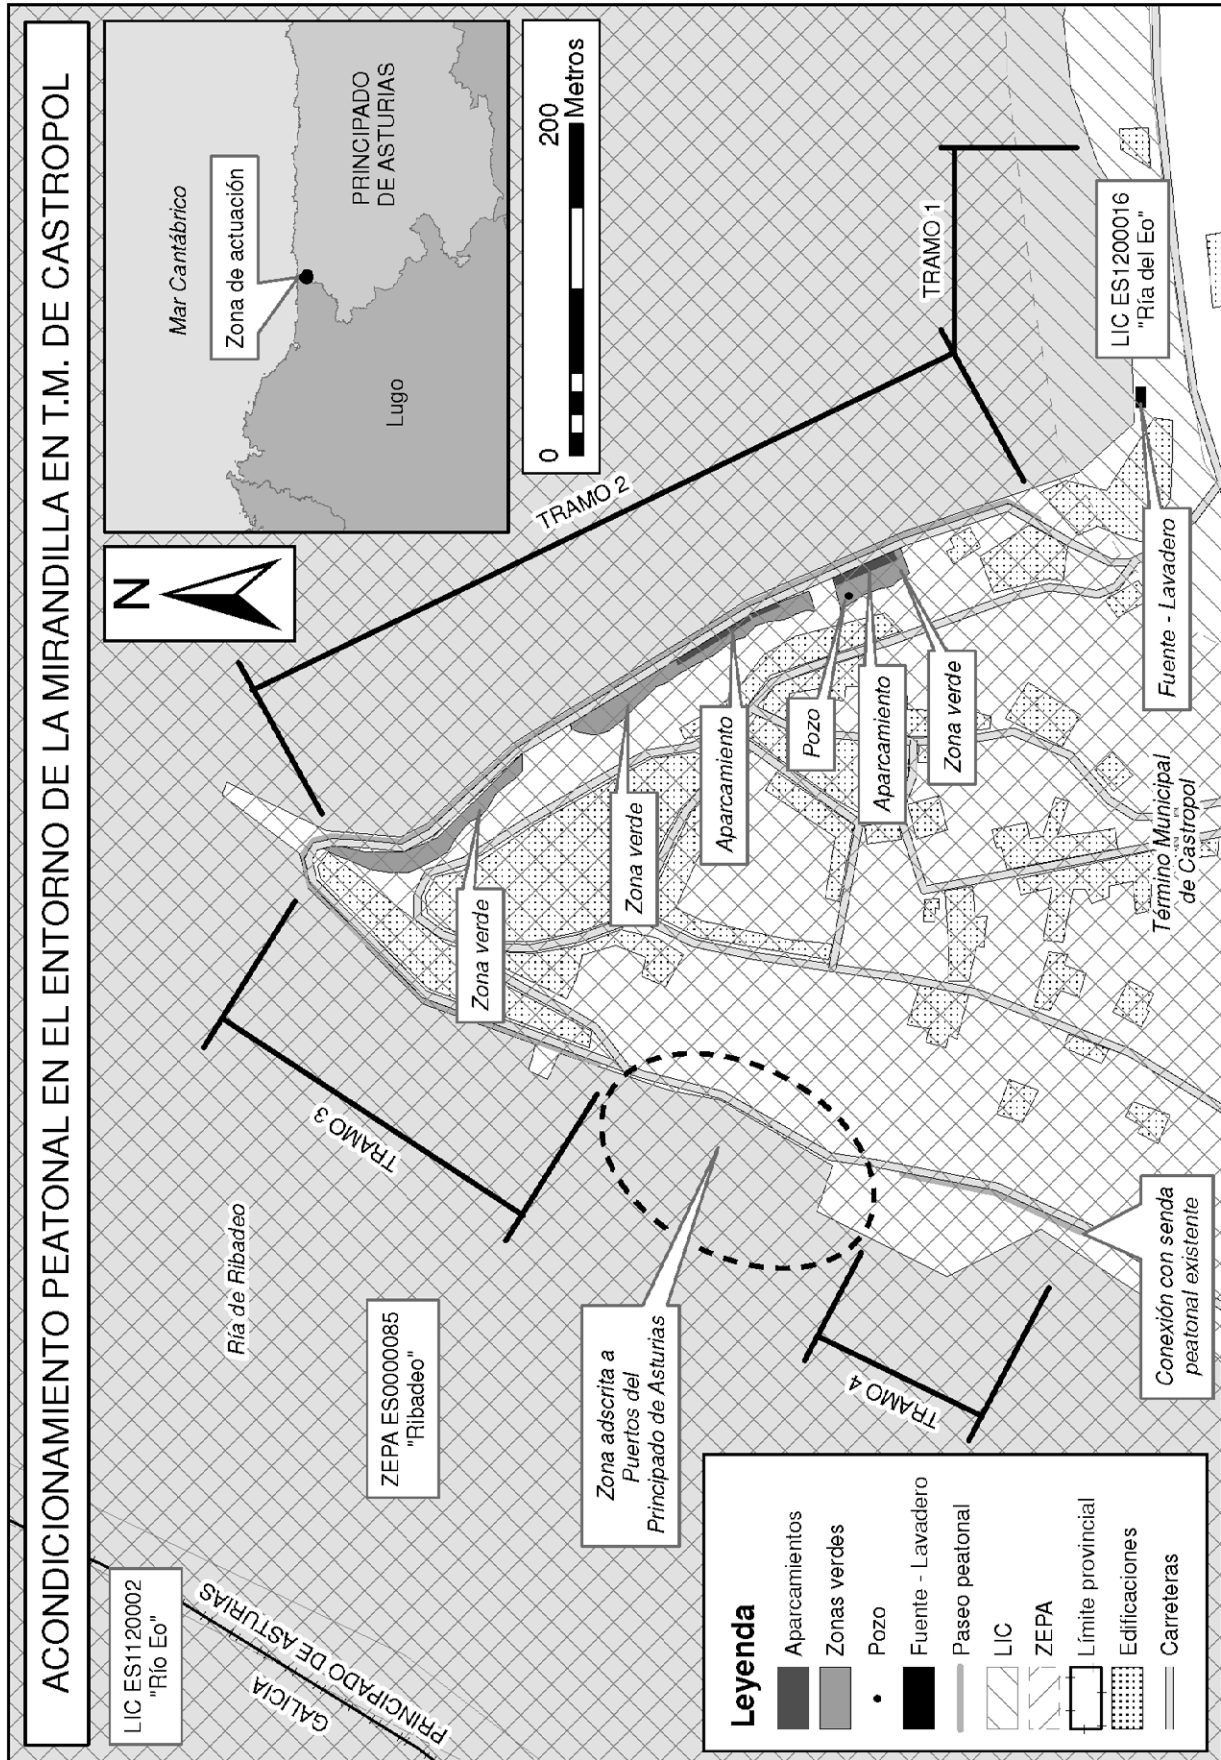 ACONDICIONAMIENTO PEATONAL EN EL ENTORNO DE LA MIRANDILLA EN T.M. DE CASTROPOL
LIC ES1120002
"Río Eo"
GALICIA
PRINCIPADO DE ASTURIAS
Ría de Ribadeo
ZEPA ES0000085
"Ribadeo"
N
Mar Cantábrico
Zona de actuación
PRINCIPADO
DE ASTURIAS
Lugo
0
200
Metros
TRAMO 3
TRAMO 2
TRAMO 1
TRAMO 4
Zona adscrita a
Puertos del
Principado de Asturias
Zona verde
Zona verde
Aparcamiento
Pozo
Aparcamiento
Zona verde
LIC ES1200016
"Ría del Eo"
Fuente - Lavadero
Término Municipal
de Castropol
Conexión con senda
peatonal existente
Leyenda
Aparcamientos
Zonas verdes
Pozo
Fuente - Lavadero
Paseo peatonal
LIC
ZEPA
Límite provincial
Edificaciones
Carreteras